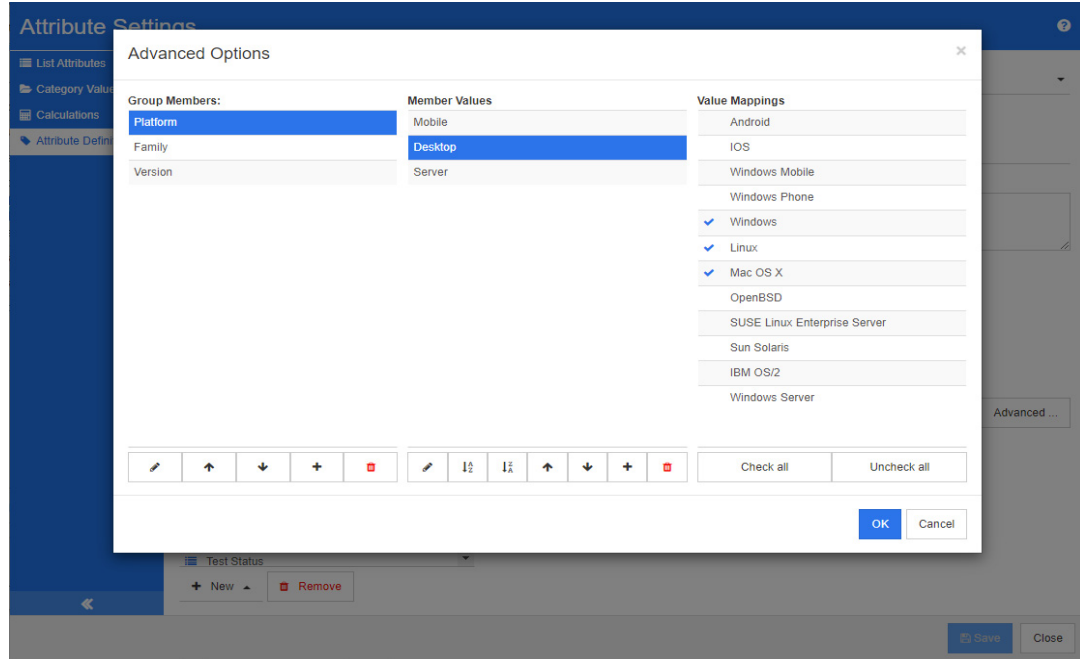 Attribute Settings
List Attributes
Category Value
Calculations
Attribute Defini
Advanced Options
×
Group Members:
Platform
Family
Version
Member Values
Mobile
Desktop
Server
Value Mappings
Android
IOS
Windows Mobile
Windows Phone
Windows
Linux
Mac OS X
OpenBSD
SUSE Linux Enterprise Server
Sun Solaris
IBM OS/2
Windows Server
Check all
Uncheck all
OK
Cancel
Advanced ...
Test Status
New
Remove
Save
Close